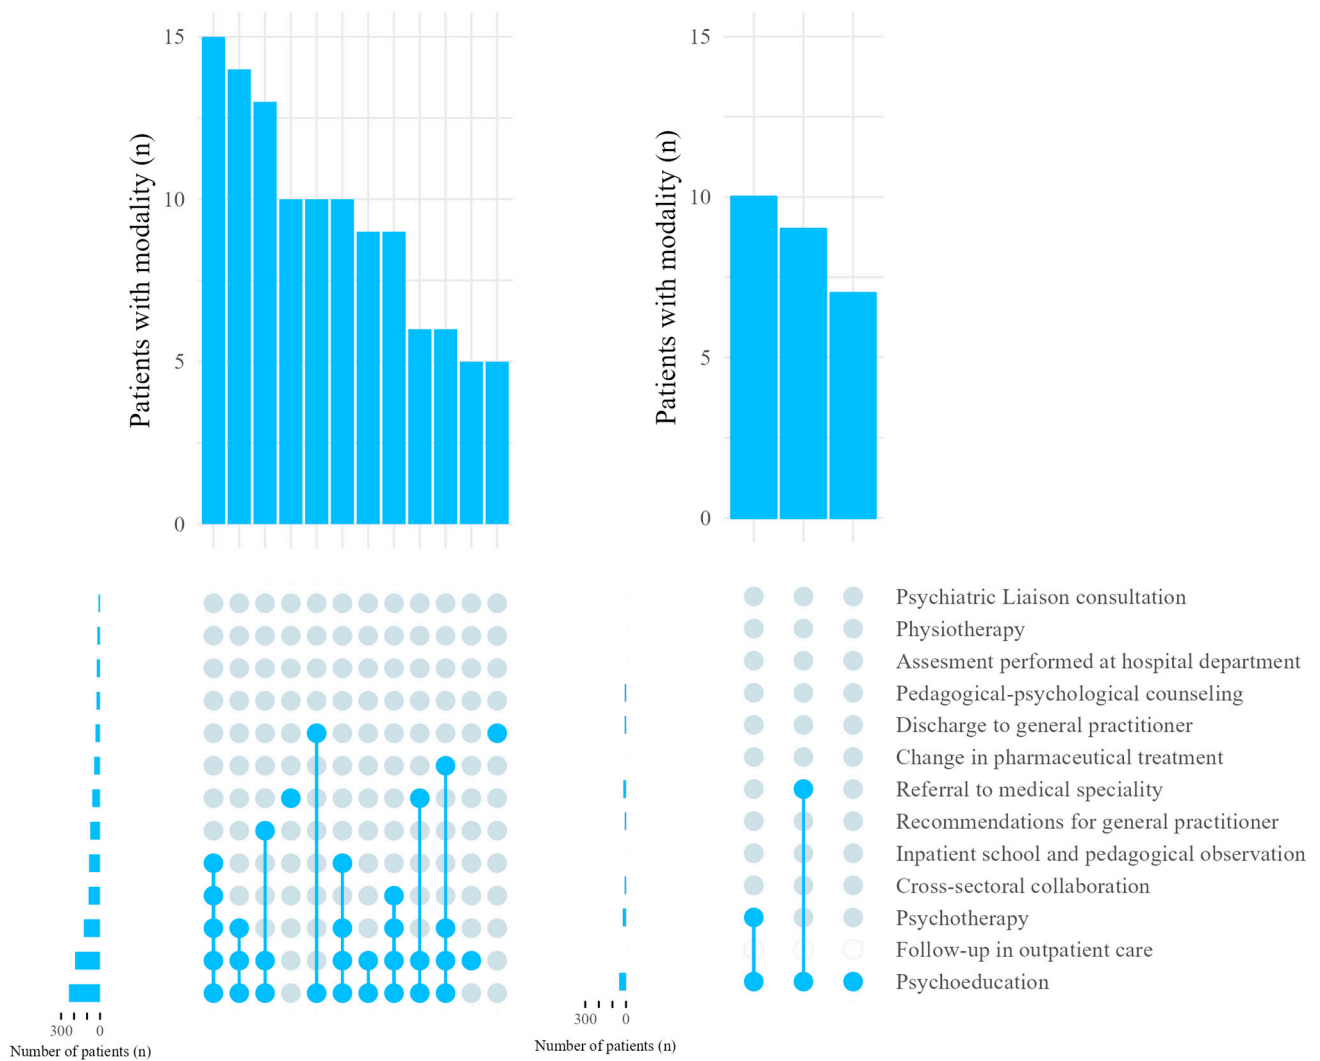 15
10
5
0
Patients with modality (n)
15
10
5
0
Patients with modality (n)
Psychiatric Liaison consultation
Physiotherapy
Assesment performed at hospital department
Pedagogical-psychological counseling
Discharge to general practitioner
Change in pharmaceutical treatment
Referral to medical speciality
Recommendations for general practitioner
Inpatient school and pedagogical observation
Cross-sectoral collaboration
Psychotherapy
Follow-up in outpatient care
Psychoeducation
300 0
Number of patients (n)
300 0
Number of patients (n)